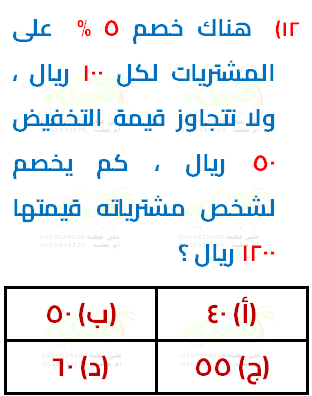 ١٢) هناك خصم ٥ % على
المشتريات لكل ١٠٠ ريال ،
ولا تتجاوز قيمة التخفيض
٥٠ ريال ، كم يخصم
لشخص مشترياته قيمتها
١٢٠٠ ريال ؟
(أ) ٤٠
(ب) ٥٠
(ج) ٥٥
(د) ٦٠